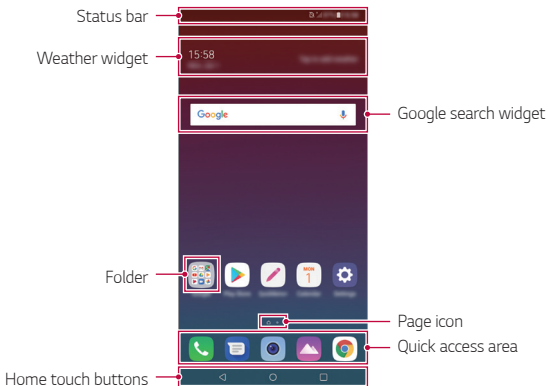 Status bar
Weather widget
15:58
Google
Google search widget
MON
1
Folder
Page icon
Quick access area
Home touch buttons